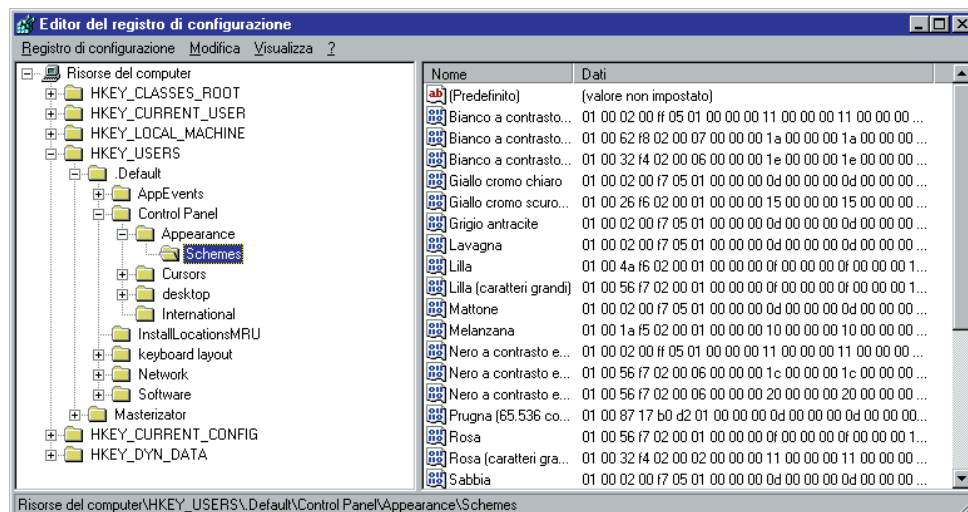 Editor del registro di configurazione
Registro di configurazione Modifica Visualizza ?
Risorse del computer
HKEY_CLASSES_ROOT
HKEY_CURRENT_USER
HKEY_LOCAL_MACHINE
HKEY_USERS
.Default
AppEvents
Control Panel
Appearance
Schemes
Cursors
desktop
International
InstallLocationsMRU
keyboard layout
Network
Software
Masterizator
HKEY_CURRENT_CONFIG
HKEY_DYN_DATA
Nome Dati
(Predefinito) (valore non impostato)
Bianco a contrasto... 01 00 02 00 ff 05 01 00 00 00 11 00 00 00 11 00 00 00 ...
Bianco a contrasto... 01 00 62 f8 02 00 07 00 00 00 1a 00 00 00 1a 00 00 00 ...
Bianco a contrasto... 01 00 32 f4 02 00 06 00 00 00 1e 00 00 00 1e 00 00 00 ...
Giallo cromo chiaro 01 00 02 00 f7 05 01 00 00 00 0d 00 00 00 0d 00 00 00 ...
Giallo cromo scuro... 01 00 26 f6 02 00 01 00 00 00 15 00 00 00 15 00 00 00 ...
Grigio antracite 01 00 02 00 f7 05 01 00 00 00 0d 00 00 00 0d 00 00 00 ...
Lavagna 01 00 02 00 f7 05 01 00 00 00 0d 00 00 00 0d 00 00 00 ...
Lilla 01 00 4a f6 02 00 01 00 00 00 0f 00 00 00 0f 00 00 00 1...
Lilla (caratteri grandi) 01 00 56 f7 02 00 01 00 00 00 0f 00 00 00 0f 00 00 00 1...
Mattone 01 00 02 00 f7 05 01 00 00 00 0d 00 00 00 0d 00 00 00 ...
Melanzana 01 00 1a f5 02 00 01 00 00 00 10 00 00 00 10 00 00 00 ...
Nero a contrasto e... 01 00 02 00 ff 05 01 00 00 00 11 00 00 00 11 00 00 00 ...
Nero a contrasto e... 01 00 56 f7 02 00 06 00 00 00 1c 00 00 00 1c 00 00 00 ...
Nero a contrasto e... 01 00 56 f7 02 00 06 00 00 00 20 00 00 00 20 00 00 00 ...
Prugna (65.536 co... 01 00 87 17 b0 d2 01 00 00 00 0d 00 00 00 0d 00 00 00...
Rosa 01 00 56 f7 02 00 01 00 00 00 0f 00 00 00 0f 00 00 00 1...
Rosa (caratteri gra... 01 00 32 f4 02 00 02 00 00 00 11 00 00 00 11 00 00 00 ...
Sabbia 01 00 02 00 f7 05 01 00 00 00 0d 00 00 00 0d 00 00 00 ...
Risorse del computer\HKEY_USERS\.Default\Control Panel\Appearance\Schemes